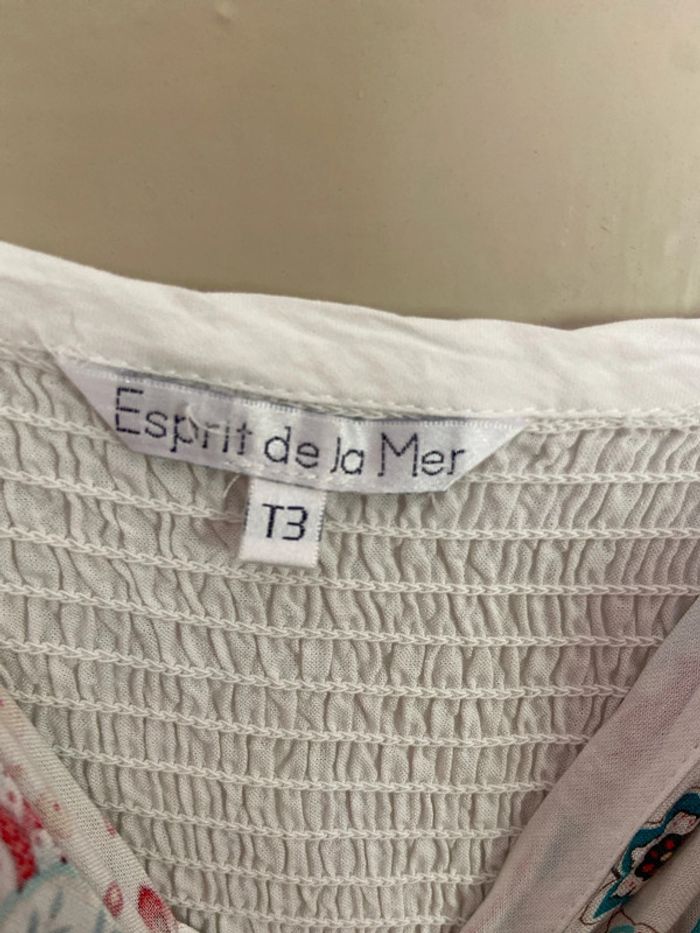 Esprit de la Mer
T3